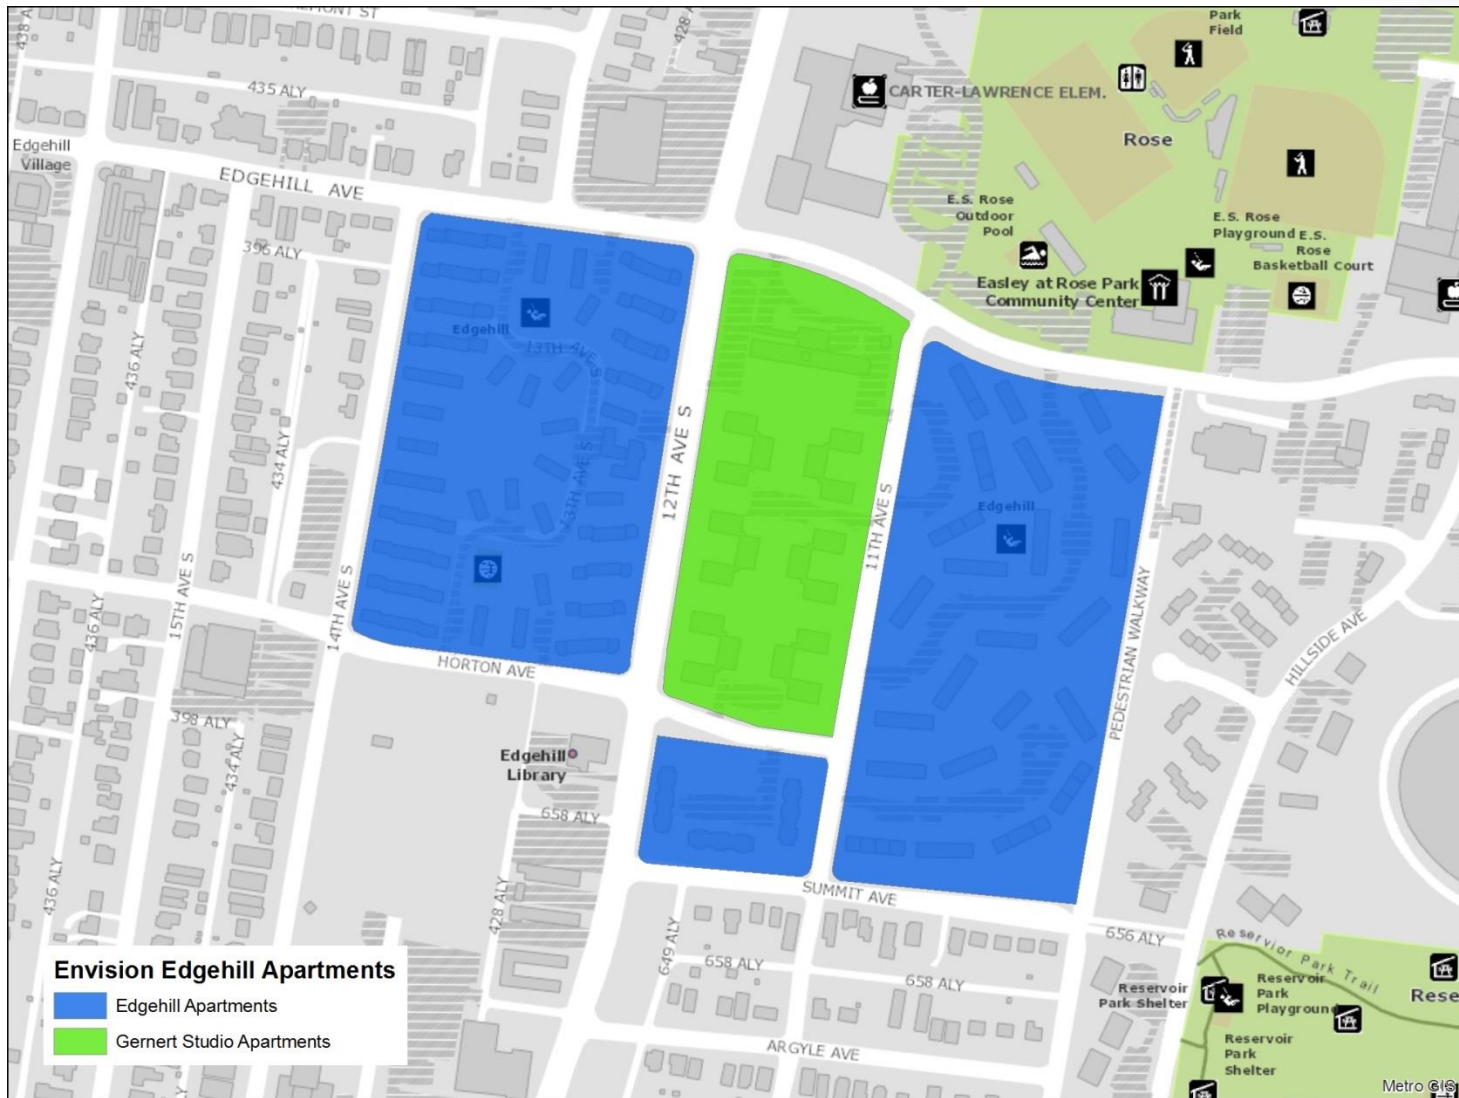 435 ALY
428 A
438 A
CARTER-LAWRENCE ELEM.
Park
Field
Rose
Edgehill
Village
EDGEHILL AVE
396 ALY
E.S. Rose
Outdoor
Pool
E.S. Rose
Playground
E.S.
Rose
Basketball Court
Easley at Rose Park
Community Center
Edgehill
13TH AVE S
436 ALY
434 ALY
12TH AVE S
13TH AVE S
11TH AVE S
Edgehill
15TH AVE S
14TH AVE S
436 ALY
PEDESTRIAN WALKWAY
HILLSIDE AVE
HORTON AVE
398 ALY
434 ALY
Edgehill
Library
658 ALY
436 ALY
428 ALY
SUMMIT AVE
649 ALY
656 ALY
658 ALY
658 ALY
ARGYLE AVE
Reservior Park Trail
Reservoir
Park Shelter
Reservoir
Park
Playground
Rese
Reservoir
Park
Shelter
Envision Edgehill Apartments
Edgehill Apartments
Gernert Studio Apartments
Metro GIS